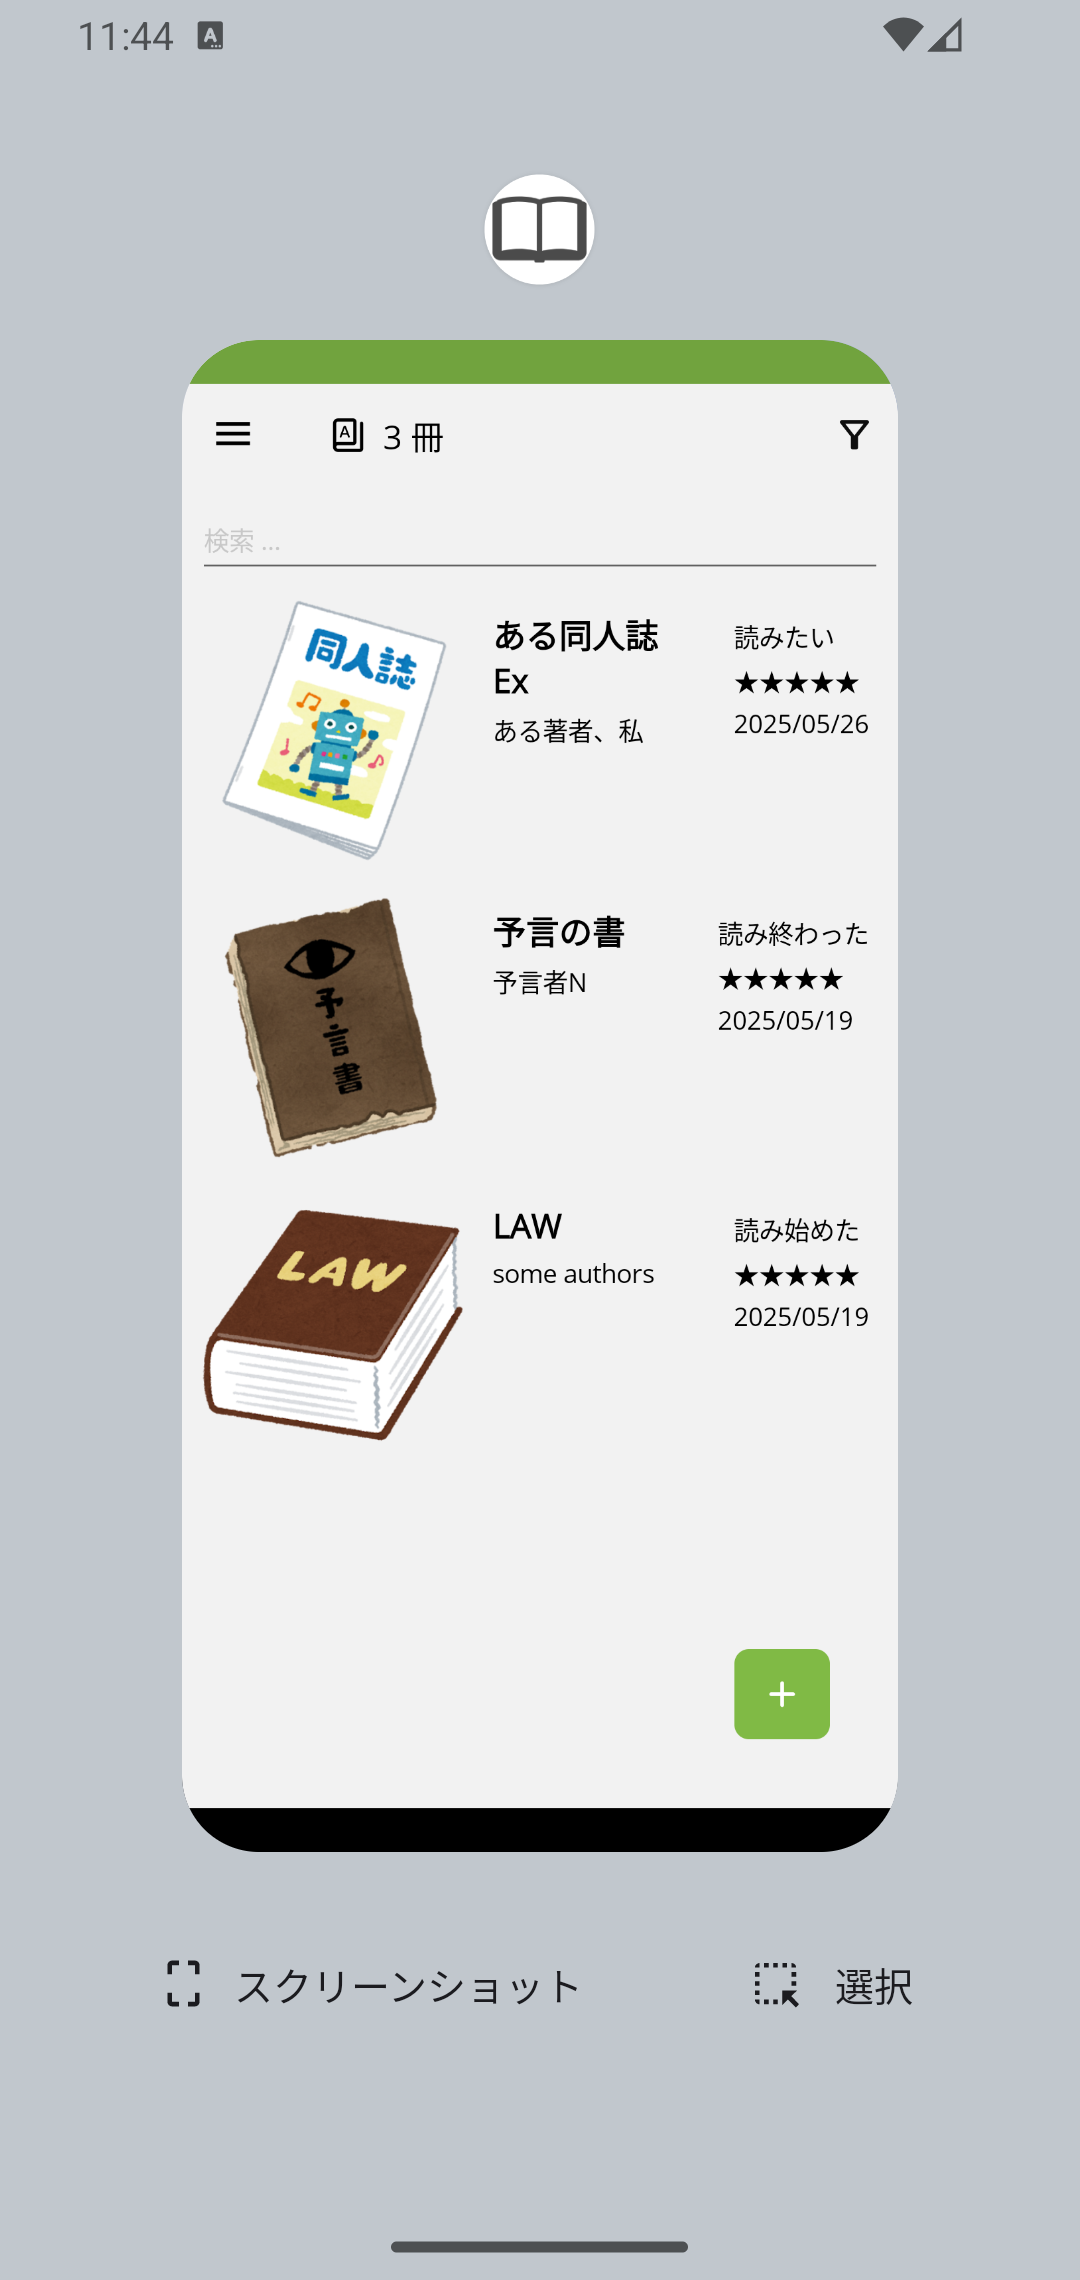 11:44
A
A 3 冊
検索 ...
同人誌
ある同人誌
Ex
ある著者、私
読みたい
★★★★★
2025/05/26
予言書
予言の書
予言者N
読み終わった
★★★★★
2025/05/19
LAW
LAW
some authors
読み始めた
★★★★★
2025/05/19
+
スクリーンショット
選択